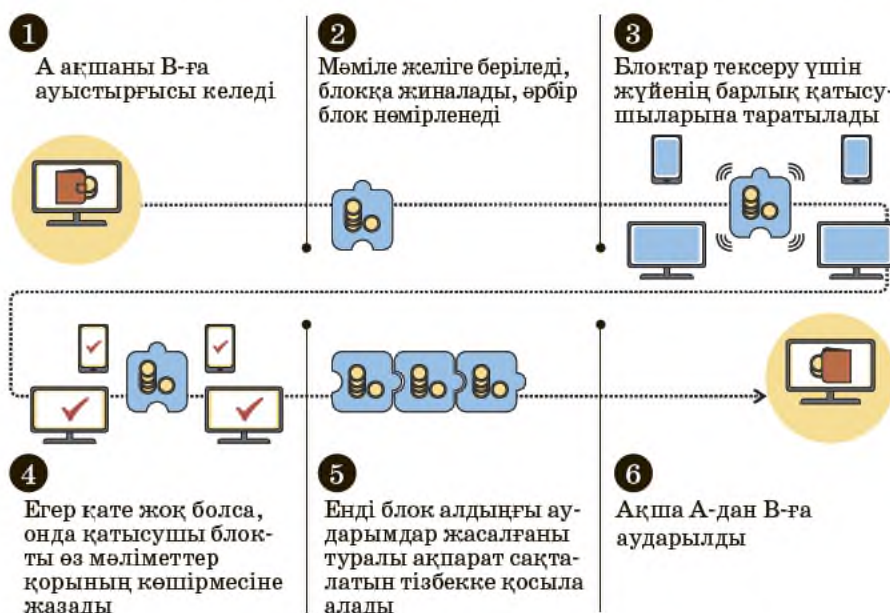 1
А ақшаны В-ға
ауыстырғысы келеді
2
Мәміле желіге беріледі,
блокқа жиналады, әрбір
блок нөмірленеді
3
Блоктар тексеру үшін
жүйенің барлық қатысу-
шыларына таратылады
4
Егер қате жоқ болса,
онда қатысушы блок-
ты өз мәліметтер
қорының көшірмесіне
жазады
5
Енді блок алдыңғы ау-
дарымдар жасалғаны
туралы ақпарат сақта-
латын тізбекке қосыла
алады
6
Ақша А-дан В-ға
аударылды